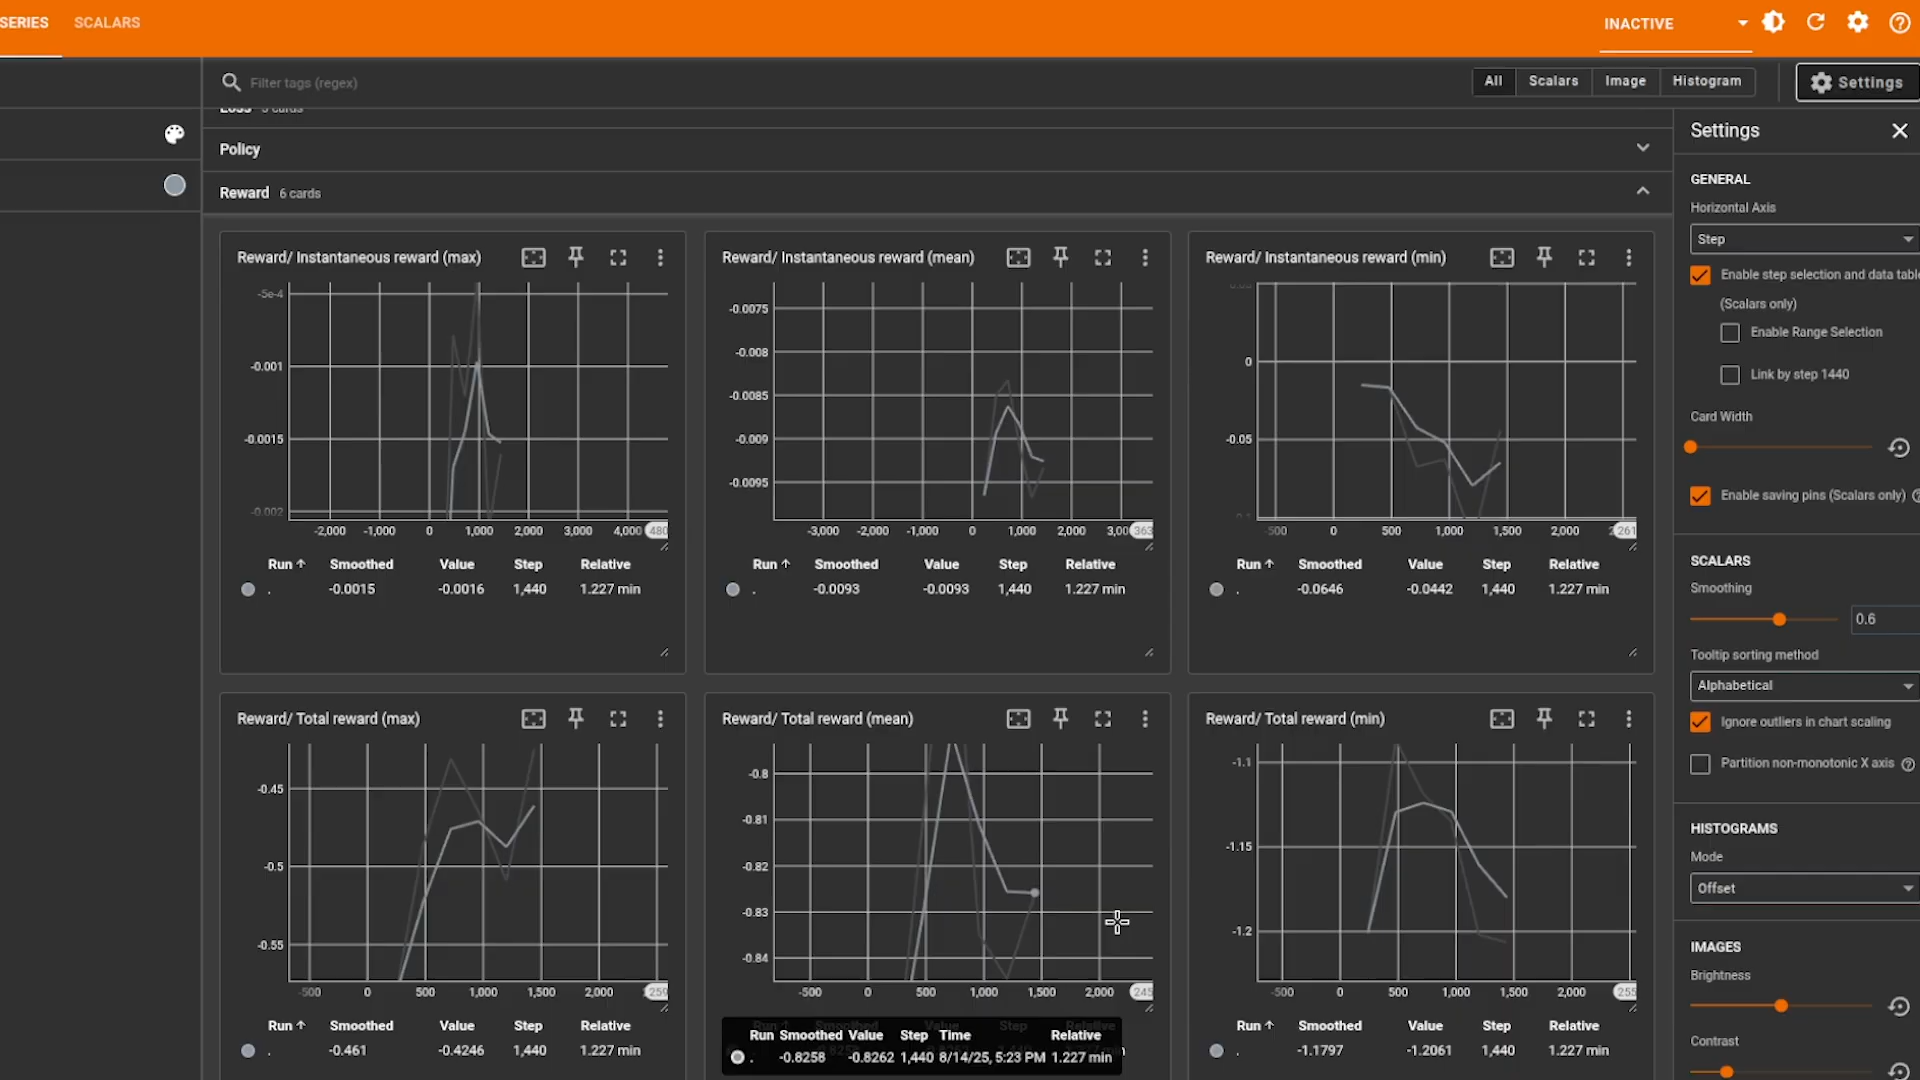 SERIES SCALARS INACTIVE
Filter tags (regex) All Scalars Image Histogram Settings
Loss 3 cards
Policy
Reward 6 cards
Reward/ Instantaneous reward (max)
-5e-4
-0.001
-0.0015
-0.002
-2,000 -1,000 0 1,000 2,000 3,000 4,000 480
Run Smoothed Value Step Relative
. -0.0015 -0.0016 1,440 1.227 min
Reward/ Instantaneous reward (mean)
-0.0075
-0.008
-0.0085
-0.009
-0.0095
-3,000 -2,000 -1,000 0 1,000 2,000 3,00 363
Run Smoothed Value Step Relative
. -0.0093 -0.0093 1,440 1.227 min
Reward/ Instantaneous reward (min)
0
-0.05
-500 0 500 1,000 1,500 2,000 261
Run Smoothed Value Step Relative
. -0.0646 -0.0442 1,440 1.227 min
Reward/ Total reward (max)
-0.45
-0.5
-0.55
-500 0 500 1,000 1,500 2,000 259
Run Smoothed Value Step Relative
. -0.461 -0.4246 1,440 1.227 min
Reward/ Total reward (mean)
-0.8
-0.81
-0.82
-0.83
-0.84
-500 0 500 1,000 1,500 2,000 245
Run Smoothed Value Step Time Relative
. -0.8258 -0.8262 1,440 8/14/25, 5:23 PM 1.227 min
Reward/ Total reward (min)
-1.1
-1.15
-1.2
-500 0 500 1,000 1,500 2,000 255
Run Smoothed Value Step Relative
. -1.1797 -1.2061 1,440 1.227 min
Settings
GENERAL
Horizontal Axis
Step
Enable step selection and data table
(Scalars only)
Enable Range Selection
Link by step 1440
Card Width
Enable saving pins (Scalars only)
SCALARS
Smoothing
0.6
Tooltip sorting method
Alphabetical
Ignore outliers in chart scaling
Partition non-monotonic X axis
HISTOGRAMS
Mode
Offset
IMAGES
Brightness
Contrast